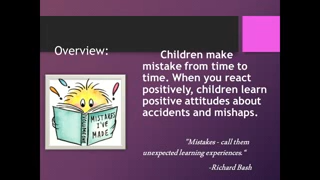 Overview:
Children make
mistake from time to
time. When you react
positively, children learn
positive attitudes about
accidents and mishaps.
MISTAKES
I'VE
MADE
"Mistakes - call them
unexpected learning experiences."
-Richard Bash